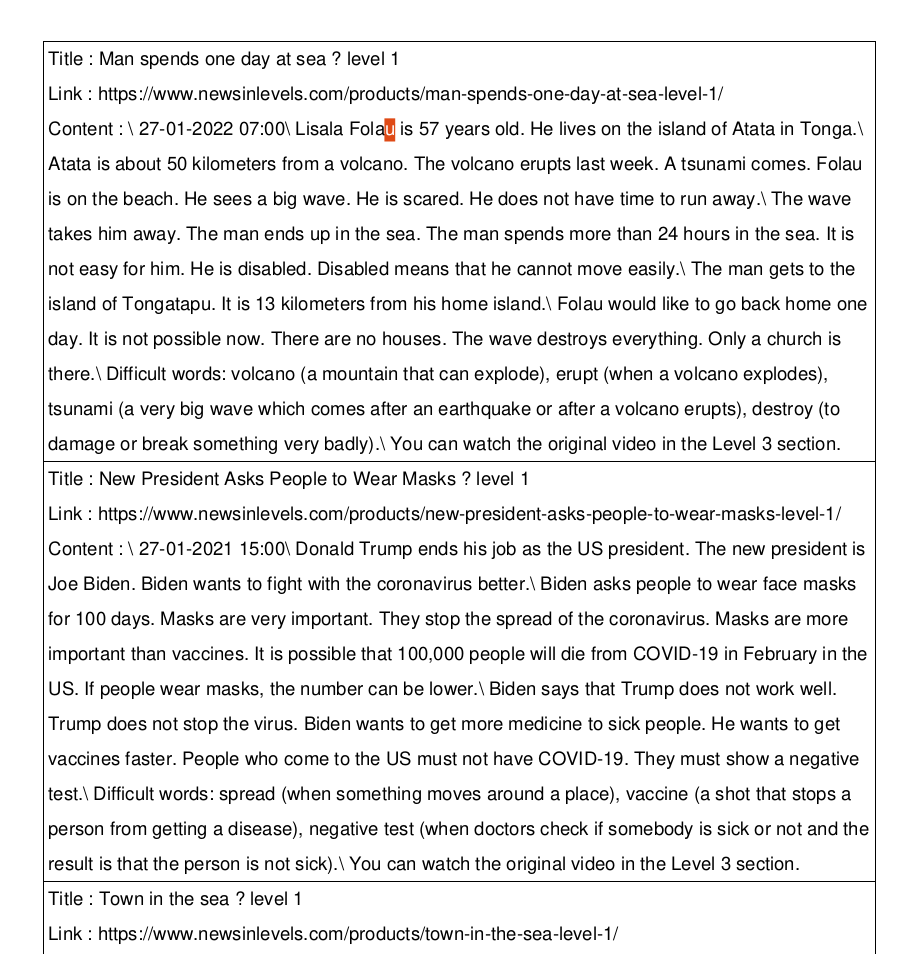 Title : Man spends one day at sea ? level 1
Link : https://www.newsinlevels.com/products/man-spends-one-day-at-sea-level-1/
Content : \ 27-01-2022 07:00\ Lisala Folau is 57 years old. He lives on the island of Atata in Tonga.\
Atata is about 50 kilometers from a volcano. The volcano erupts last week. A tsunami comes. Folau
is on the beach. He sees a big wave. He is scared. He does not have time to run away.\ The wave
takes him away. The man ends up in the sea. The man spends more than 24 hours in the sea. It is
not easy for him. He is disabled. Disabled means that he cannot move easily.\ The man gets to the
island of Tongatapu. It is 13 kilometers from his home island.\ Folau would like to go back home one
day. It is not possible now. There are no houses. The wave destroys everything. Only a church is
there.\ Difficult words: volcano (a mountain that can explode), erupt (when a volcano explodes),
tsunami (a very big wave which comes after an earthquake or after a volcano erupts), destroy (to
damage or break something very badly).\ You can watch the original video in the Level 3 section.
Title : New President Asks People to Wear Masks ? level 1
Link : https://www.newsinlevels.com/products/new-president-asks-people-to-wear-masks-level-1/
Content : \ 27-01-2021 15:00\ Donald Trump ends his job as the US president. The new president is
Joe Biden. Biden wants to fight with the coronavirus better.\ Biden asks people to wear face masks
for 100 days. Masks are very important. They stop the spread of the coronavirus. Masks are more
important than vaccines. It is possible that 100,000 people will die from COVID-19 in February in the
US. If people wear masks, the number can be lower.\ Biden says that Trump does not work well.
Trump does not stop the virus. Biden wants to get more medicine to sick people. He wants to get
vaccines faster. People who come to the US must not have COVID-19. They must show a negative
test.\ Difficult words: spread (when something moves around a place), vaccine (a shot that stops a
person from getting a disease), negative test (when doctors check if somebody is sick or not and the
result is that the person is not sick).\ You can watch the original video in the Level 3 section.
Title : Town in the sea ? level 1
Link : https://www.newsinlevels.com/products/town-in-the-sea-level-1/